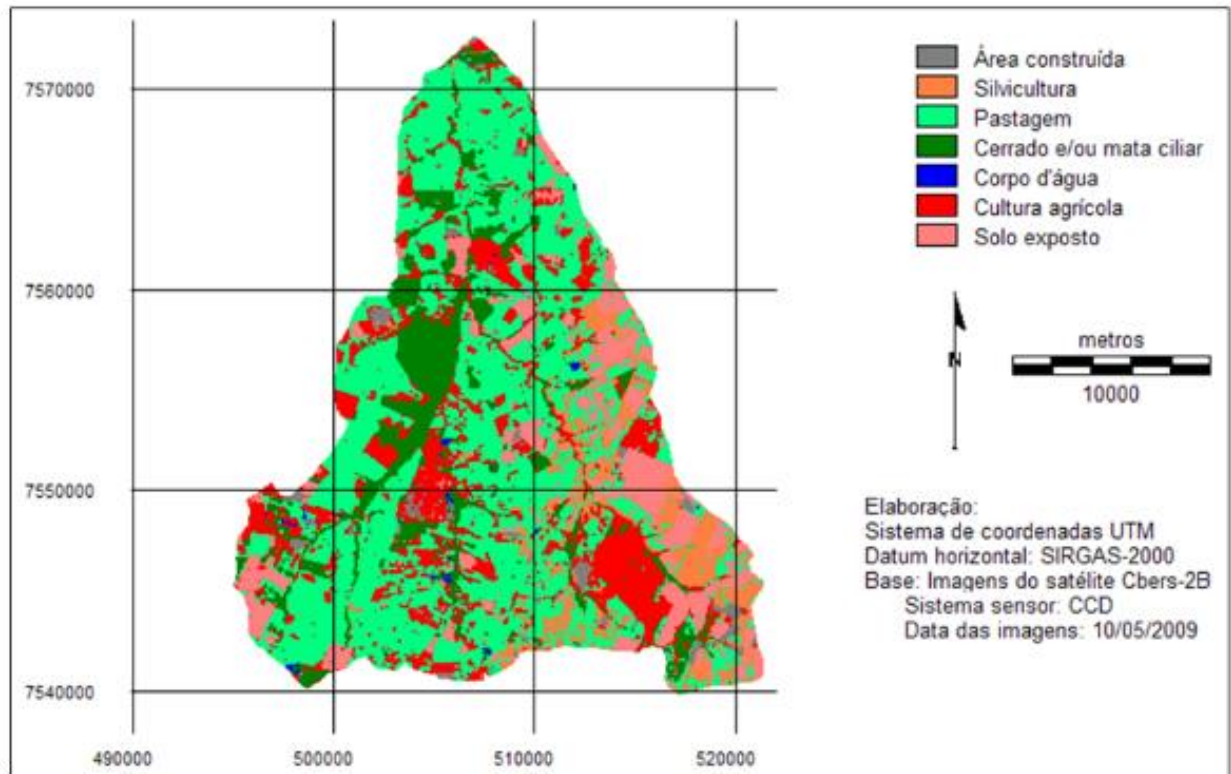 Área construída
Silvicultura
Pastagem
Cerrado e/ou mata ciliar
Corpo d'água
Cultura agrícola
Solo exposto
7570000
7560000
7550000
7540000
490000
500000
510000
520000
N
metros
10000
Elaboração:
Sistema de coordenadas UTM
Datum horizontal: SIRGAS-2000
Base: Imagens do satélite Cbers-2B
Sistema sensor: CCD
Data das imagens: 10/05/2009